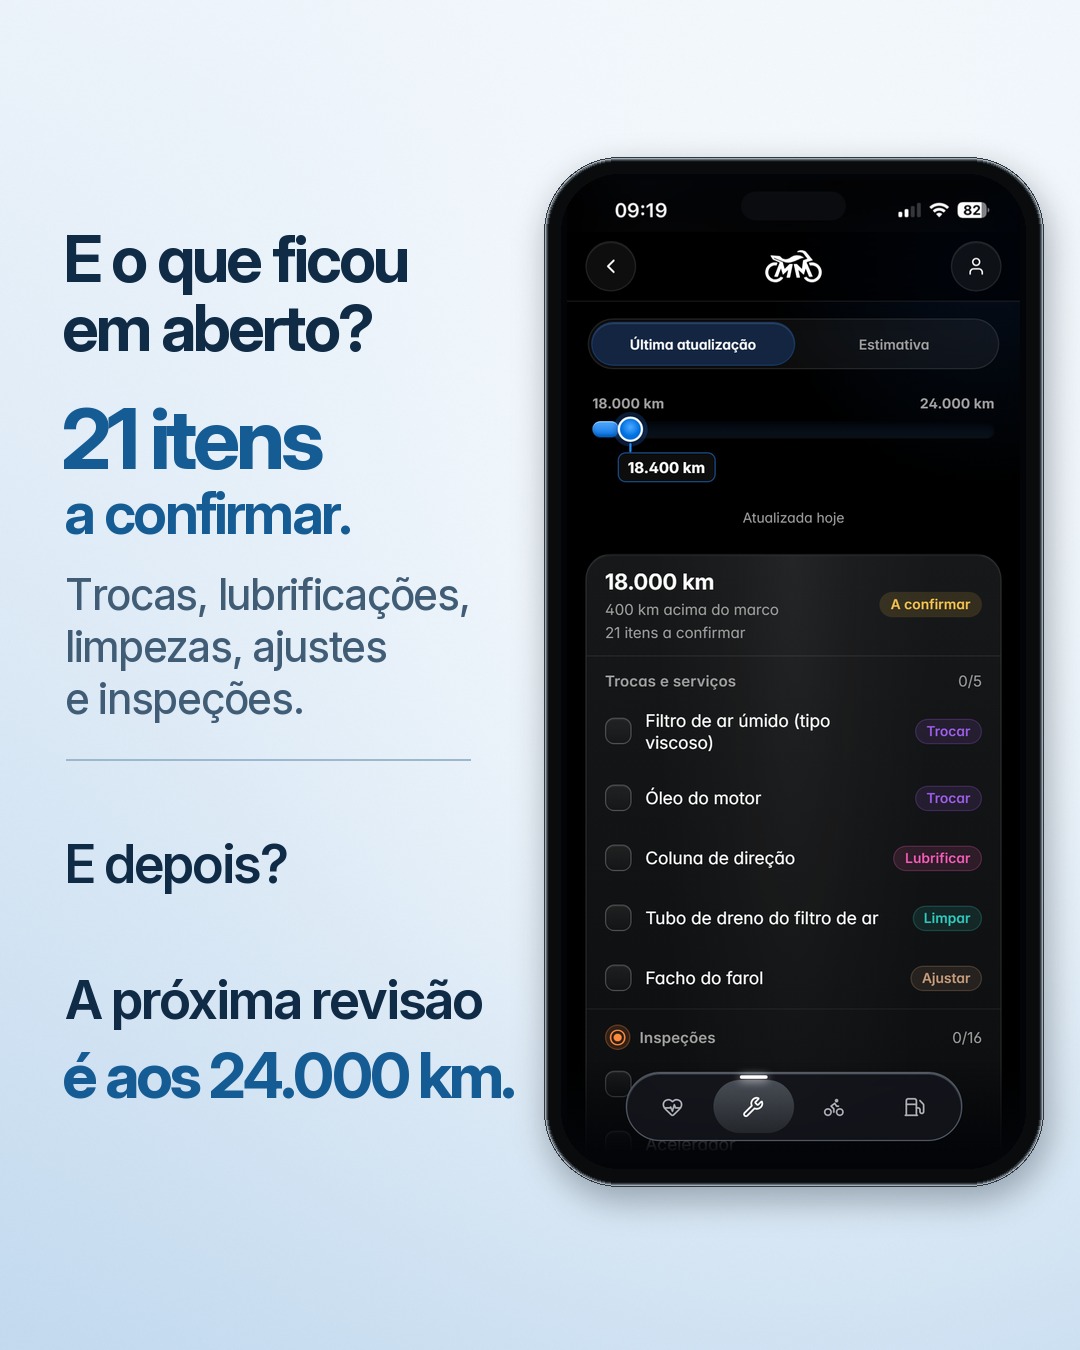 E o que ficou
em aberto?
21 itens
a confirmar.
Trocas, lubrificações,
limpezas, ajustes
e inspeções.
E depois?
A próxima revisão
é aos 24.000 km.
09:19
82
MM
Última atualização
Estimativa
18.000 km
24.000 km
18.400 km
Atualizada hoje
18.000 km
400 km acima do marco
21 itens a confirmar
A confirmar
Trocas e serviços
0/5
Filtro de ar úmido (tipo
viscoso)
Trocar
Óleo do motor
Trocar
Coluna de direção
Lubrificar
Tubo de dreno do filtro de ar
Limpar
Facho do farol
Ajustar
Inspeções
0/16
Acelerador